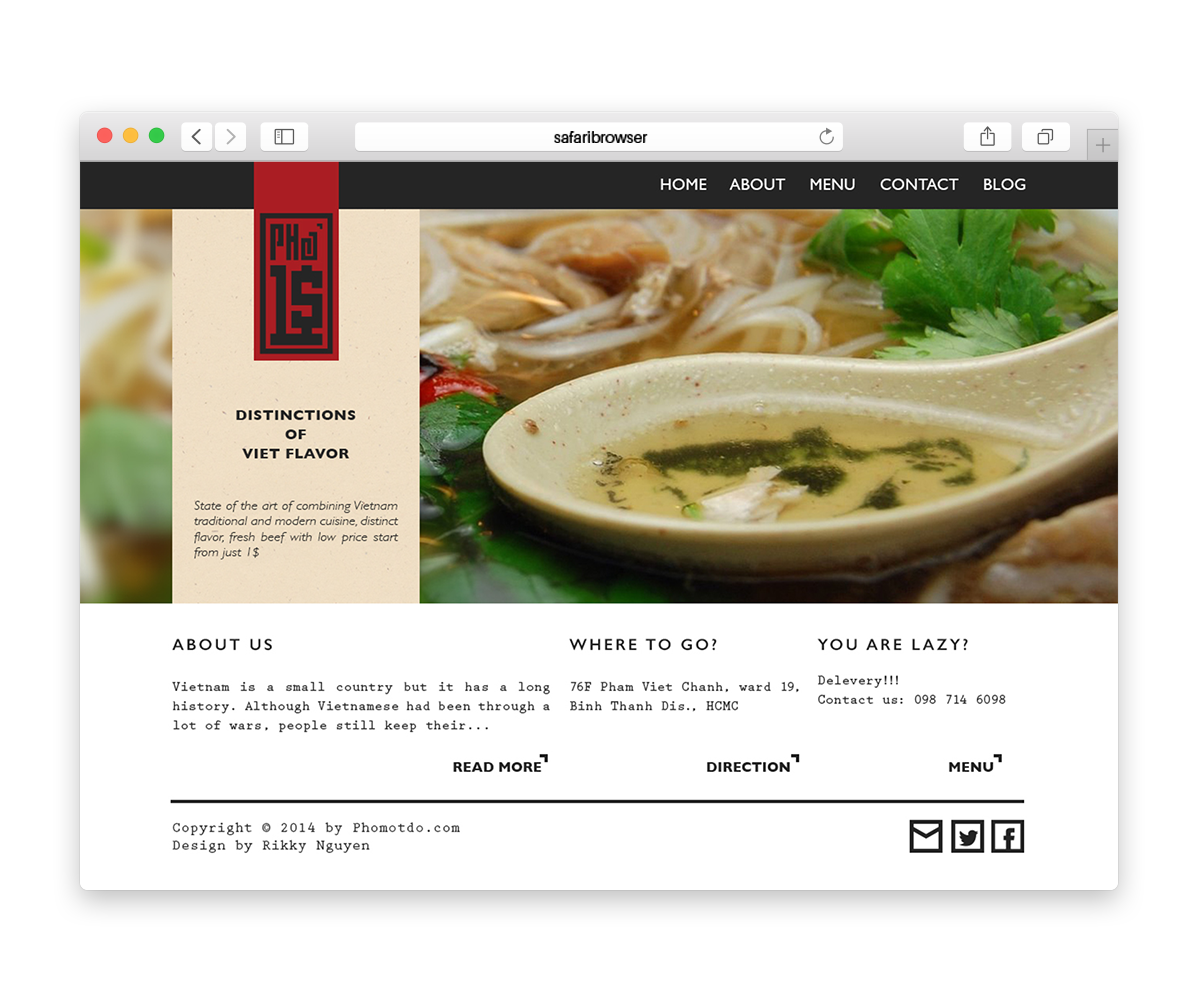 safaribrowser
HOME ABOUT MENU CONTACT BLOG
PHở
1$
DISTINCTIONS
OF
VIET FLAVOR
State of the art of combining Vietnam
traditional and modern cuisine, distinct
flavor, fresh beef with low price start
from just 1$
ABOUT US
Vietnam is a small country but it has a long
history. Although Vietnamese had been through a
lot of wars, people still keep their...
READ MORE
WHERE TO GO?
76F Pham Viet Chanh, ward 19,
Binh Thanh Dis., HCMC
DIRECTION
YOU ARE LAZY?
Delevery!!!
Contact us: 098 714 6098
MENU
Copyright © 2014 by Phomotdo.com
Design by Rikky Nguyen